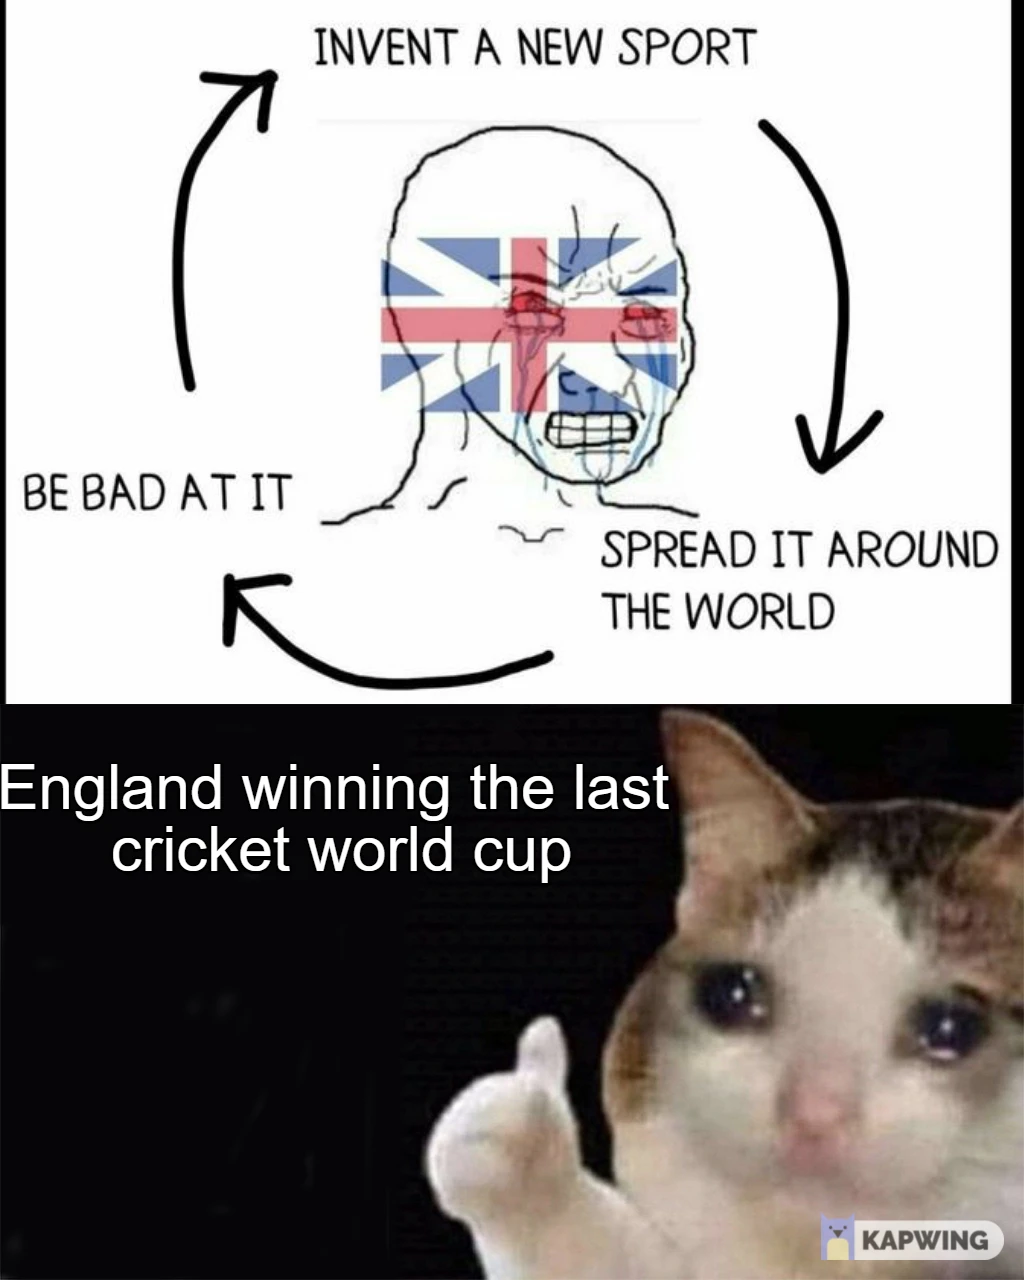 INVENT A NEW SPORT
BE BAD AT IT
SPREAD IT AROUND
THE WORLD
England winning the last
cricket world cup
KAPWING